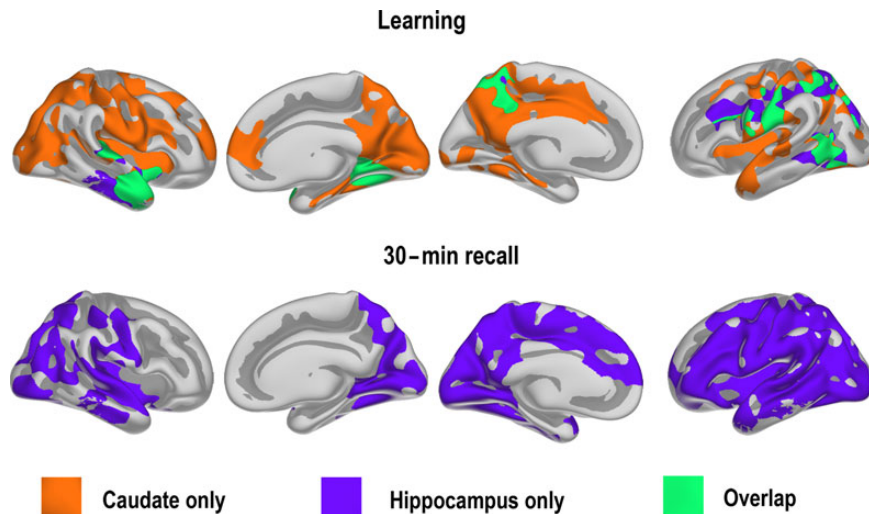 Learning
30-min recall
Caudate only
Hippocampus only
Overlap